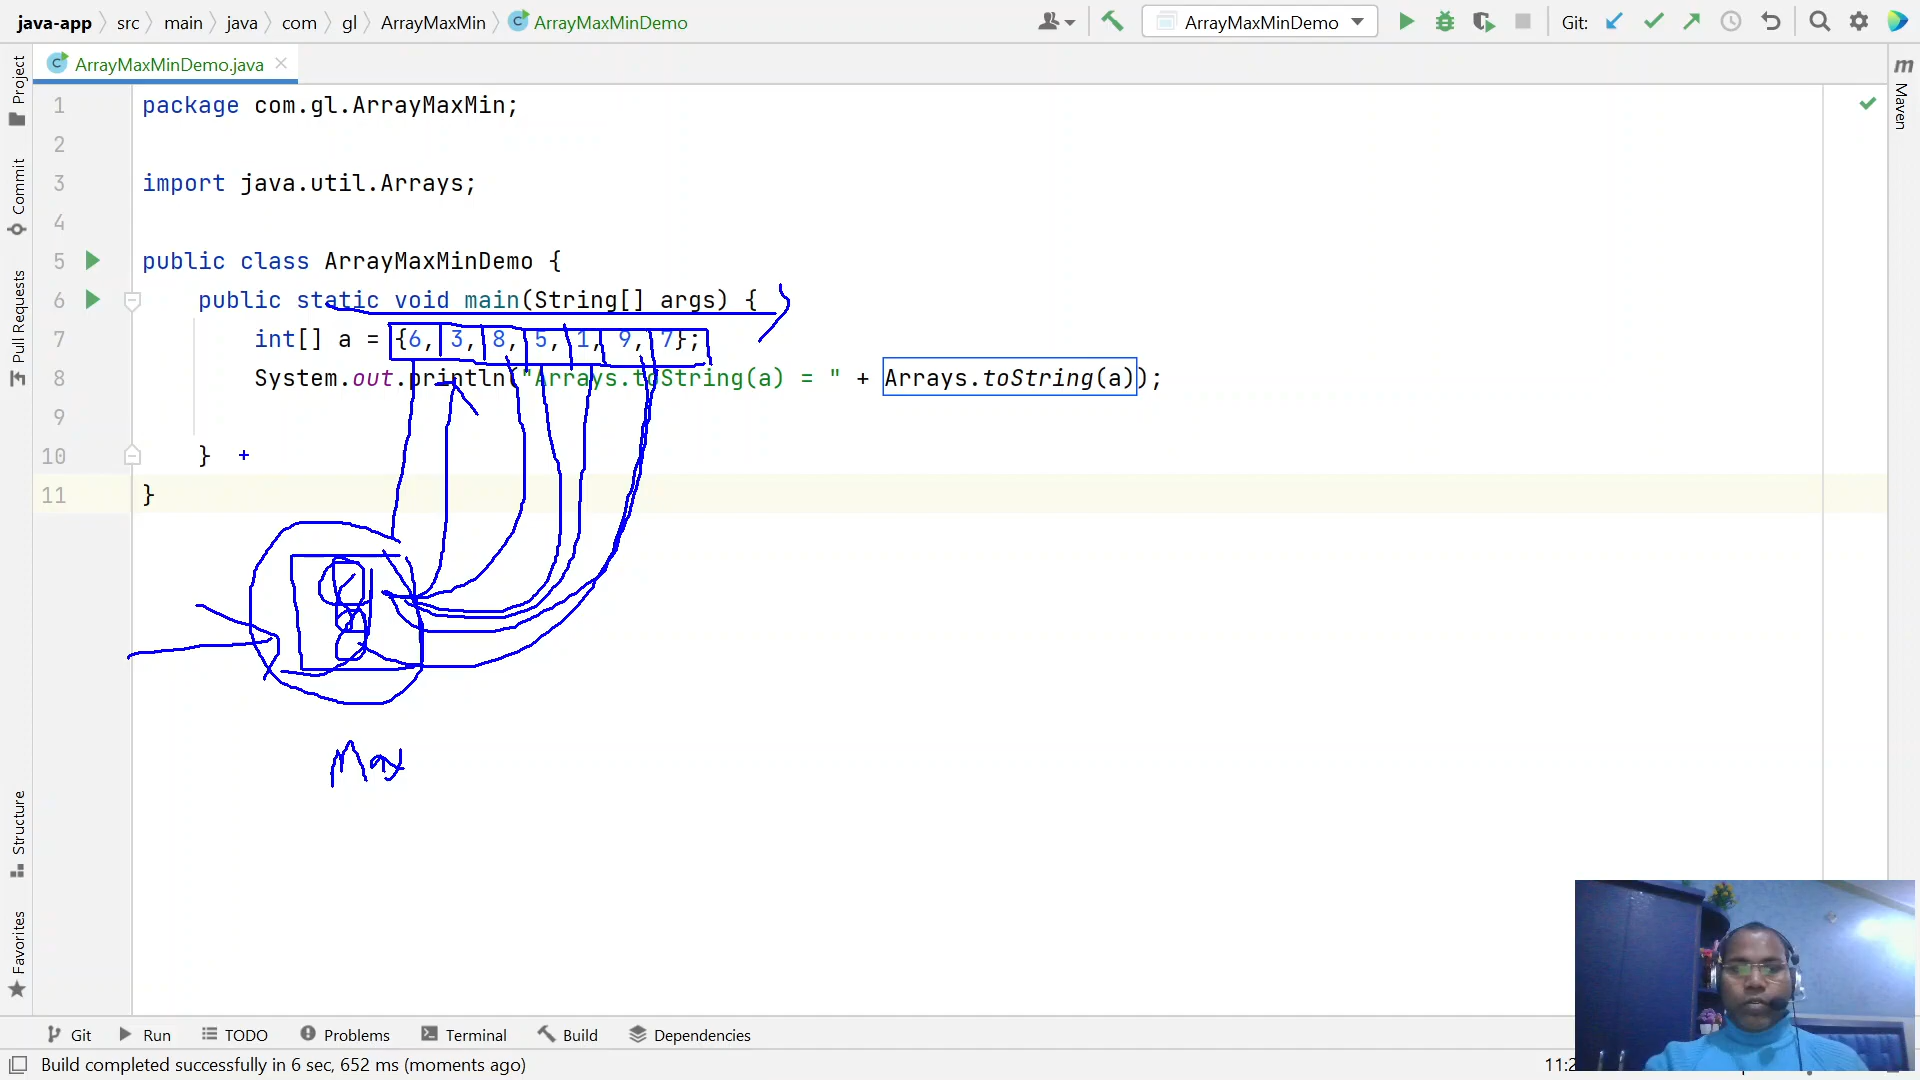 java-app src main java com gl ArrayMaxMin ArrayMaxMinDemo ArrayMaxMinDemo Git:
ArrayMaxMinDemo.java
Project
Commit
Pull Requests
Structure
Favorites
m
Maven
1 package com.gl.ArrayMaxMin;
2
3 import java.util.Arrays;
4
5 public class ArrayMaxMinDemo {
6 public static void main(String[] args) {
7 int[] a = {6, 3, 8, 5, 1, 9, 7};
8 System.out.println("Arrays.toString(a) = " + Arrays.toString(a));
9
10 }
11 }
Max
Git Run TODO Problems Terminal Build Dependencies
Build completed successfully in 6 sec, 652 ms (moments ago)